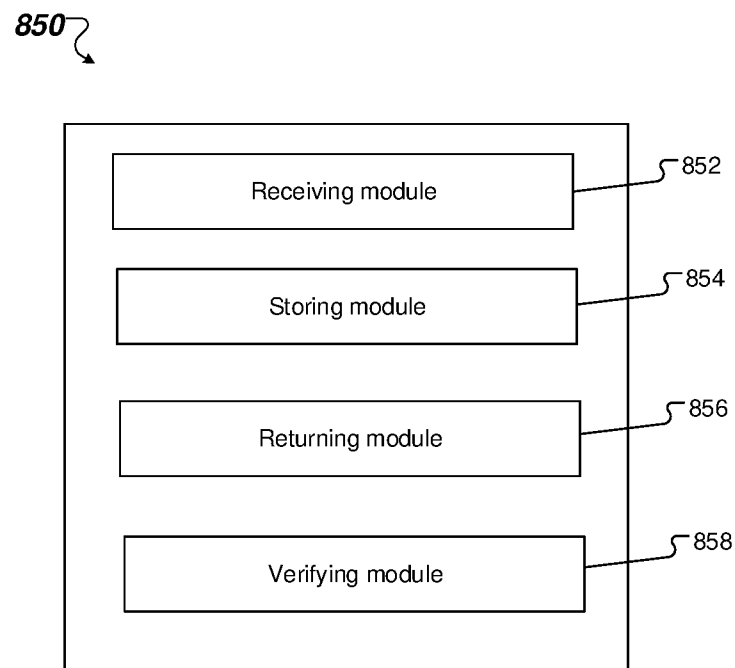 850
Receiving module
852
Storing module
854
Returning module
856
Verifying module
858